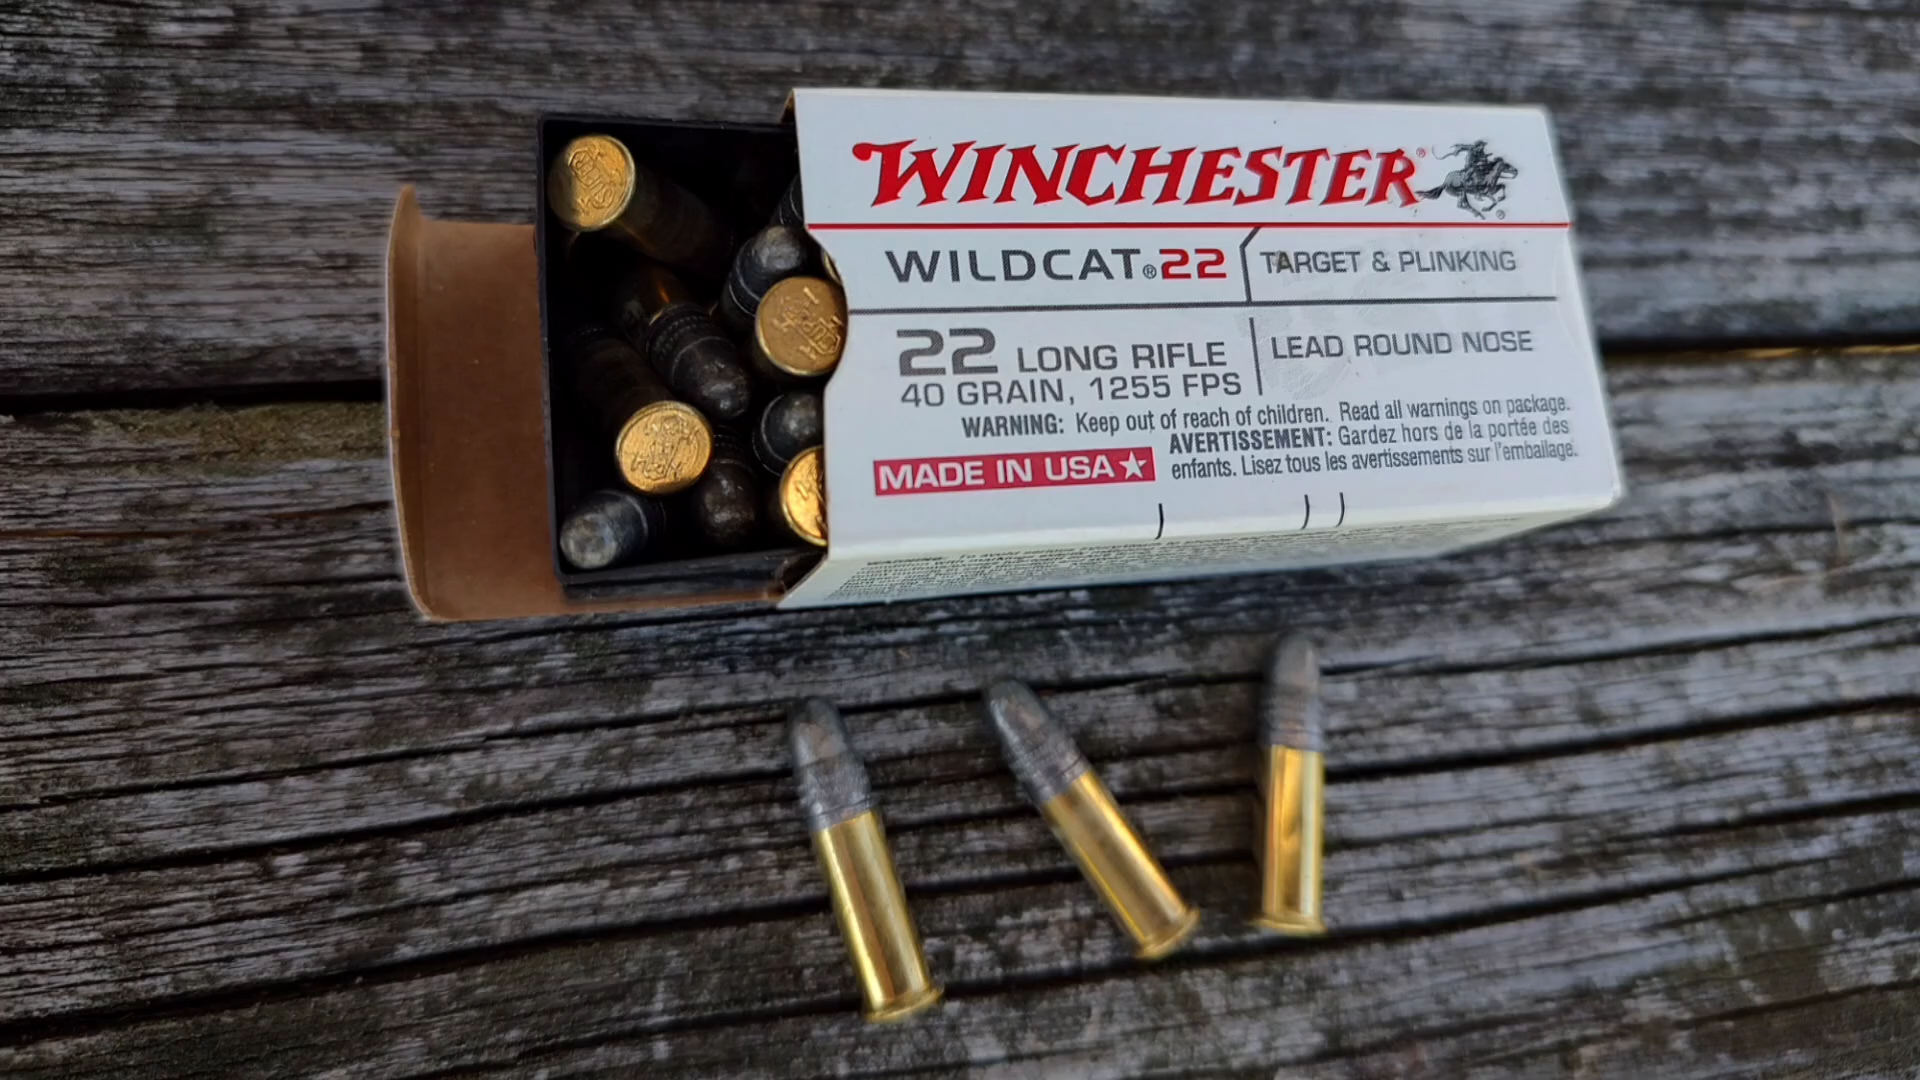 WINCHESTER®
WILDCAT®22
TARGET & PLINKING
22 LONG RIFLE
40 GRAIN, 1255 FPS
LEAD ROUND NOSE
WARNING: Keep out of reach of children. Read all warnings on package.
AVERTISSEMENT: Gardez hors de la portée des
enfants. Lisez tous les avertissements sur l'emballage.
MADE IN USA